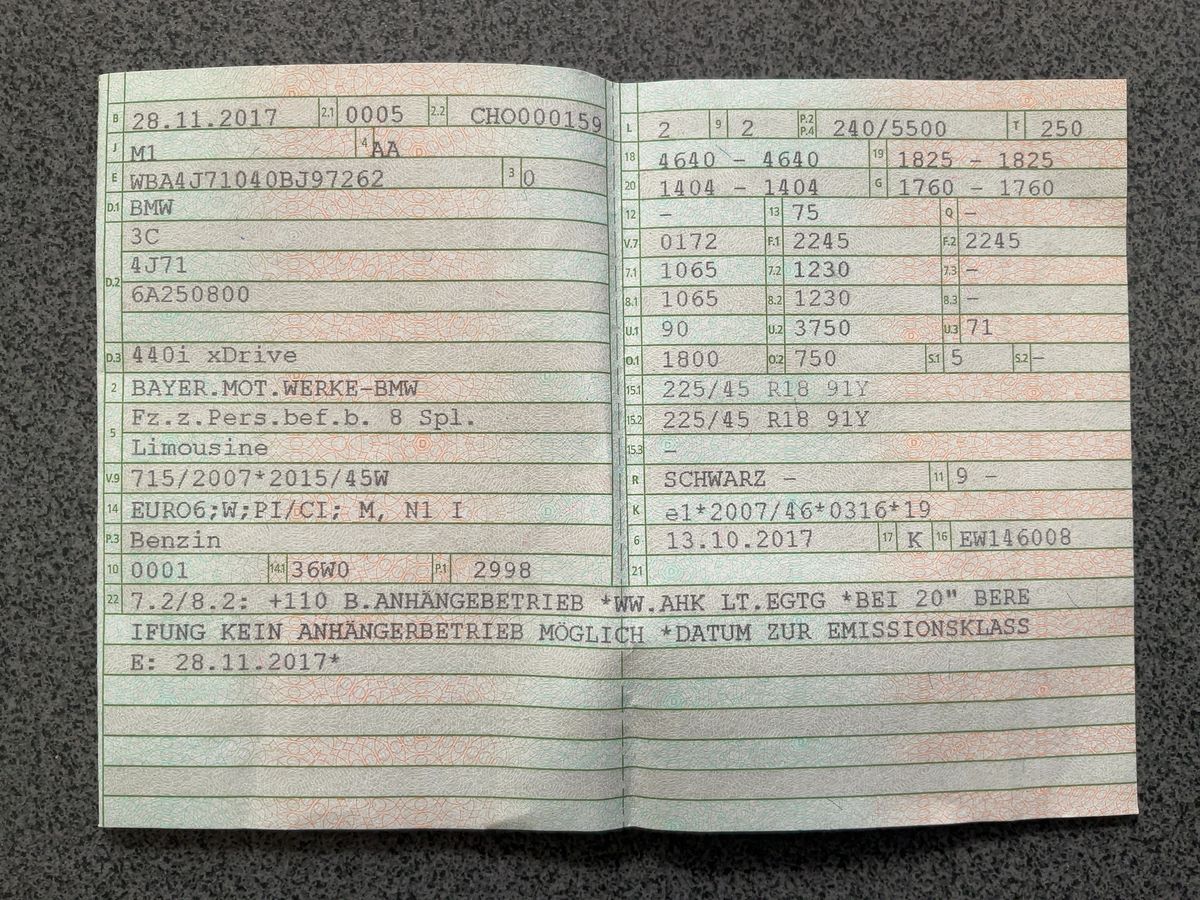 B 28.11.2017 2.1 0005 2.2 CHO000159
J M1 4 AA
E WBA4J71040BJ97262 3 0
D.1 BMW
3C
D.2 4J71
6A250800
D.3 440i xDrive
2 BAYER.MOT.WERKE-BMW
5 Fz.z.Pers.bef.b. 8 Spl.
Limousine
V.9 715/2007*2015/45W
14 EURO6;W;PI/CI; M, N1 I
P.3 Benzin
10 0001 14.1 36W0 P.1 2998
L 2 9 2 P.2 P.4 240/5500 T 250
18 4640 - 4640 19 1825 - 1825
20 1404 - 1404 G 1760 - 1760
12 - 13 75 Q -
V.7 0172 F.1 2245 F.2 2245
7.1 1065 7.2 1230 7.3 -
8.1 1065 8.2 1230 8.3 -
U.1 90 U.2 3750 U.3 71
O.1 1800 O.2 750 S.1 5 S.2 -
15.1 225/45 R18 91Y
15.2 225/45 R18 91Y
15.3 -
R SCHWARZ - 11 9 -
K e1*2007/46*0316*19
6 13.10.2017 17 K 16 EW146008
21
22 7.2/8.2: +110 B.ANHÄNGEBETRIEB *WW.AHK LT.EGTG *BEI 20" BERE
IFUNG KEIN ANHÄNGERBETRIEB MÖGLICH *DATUM ZUR EMISSIONSKLASS
E: 28.11.2017*